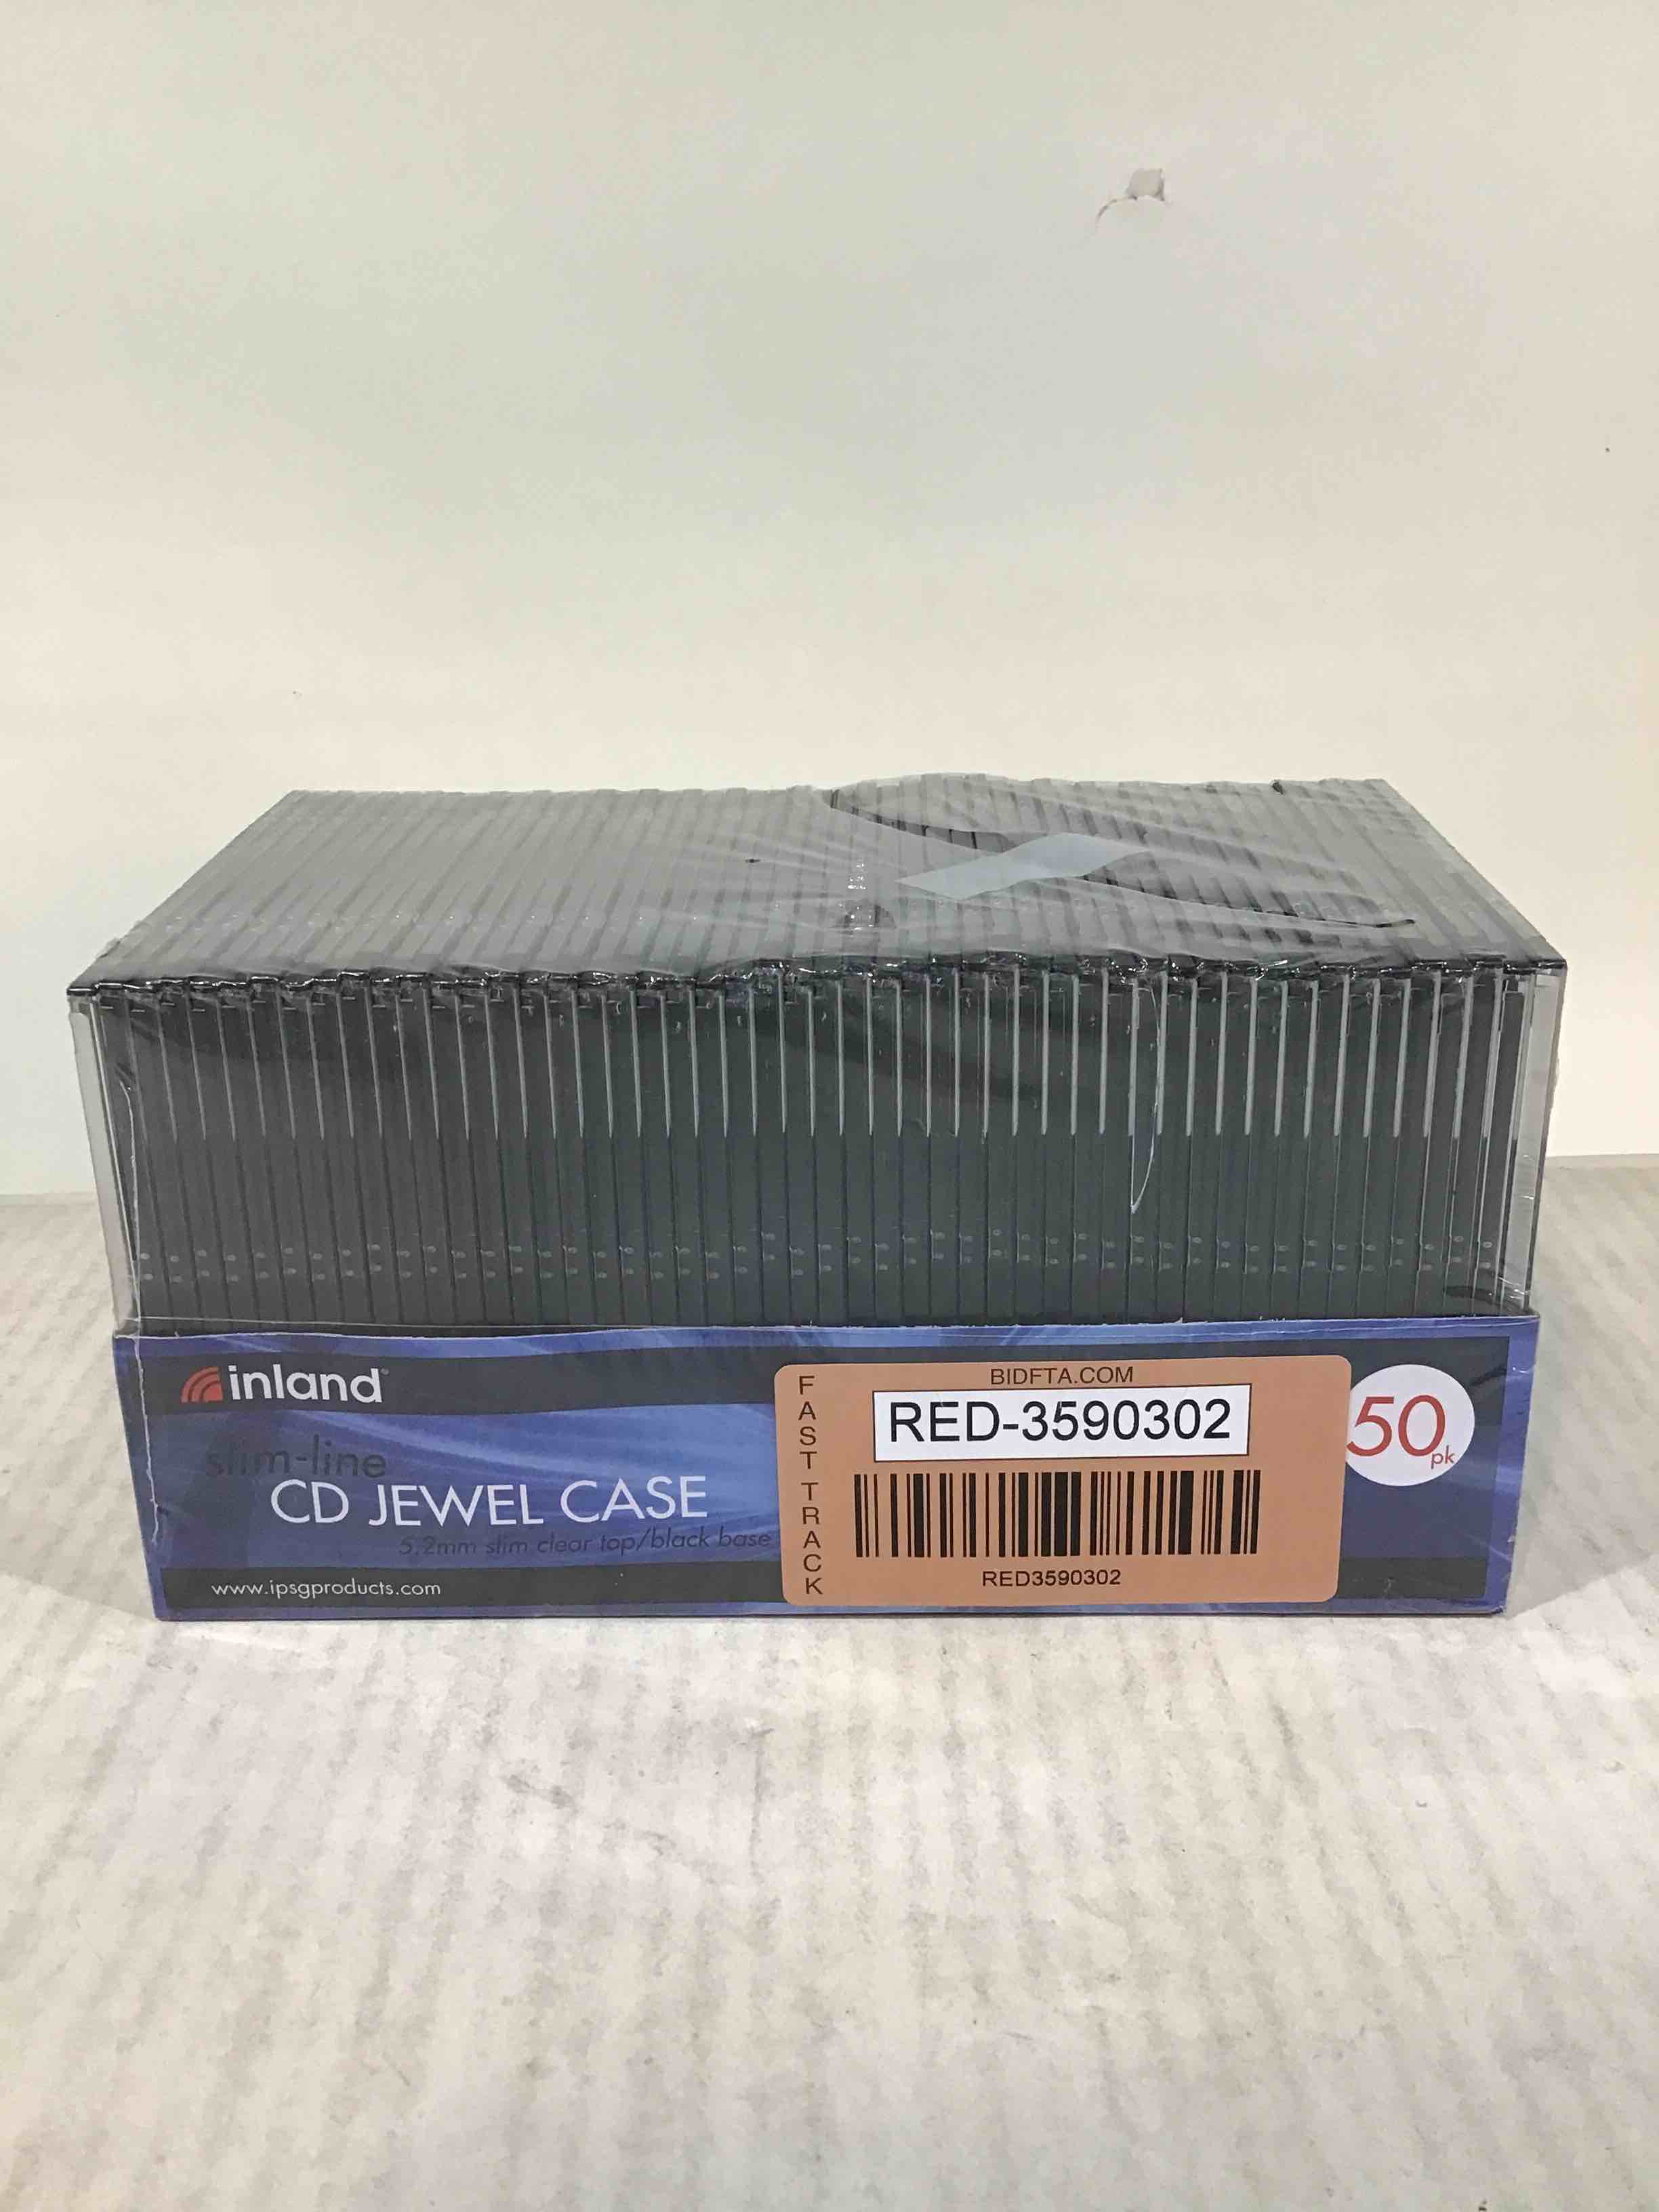 inland®
slim-line
CD JEWEL CASE
5.2mm slim clear top/black base
www.ipsgproducts.com
FAST TRACK
BIDFTA.COM
RED-3590302
RED3590302
50
pk